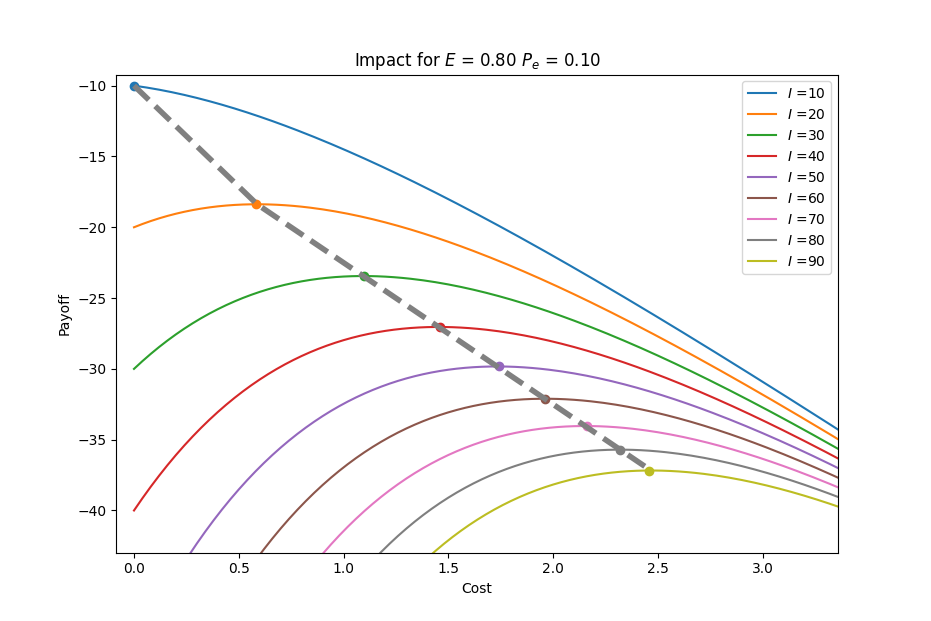 Impact for E = 0.80 Pe = 0.10
Payoff
−10
−15
−20
−25
−30
−35
−40
0.0 0.5 1.0 1.5 2.0 2.5 3.0
Cost
I =10
I =20
I =30
I =40
I =50
I =60
I =70
I =80
I =90